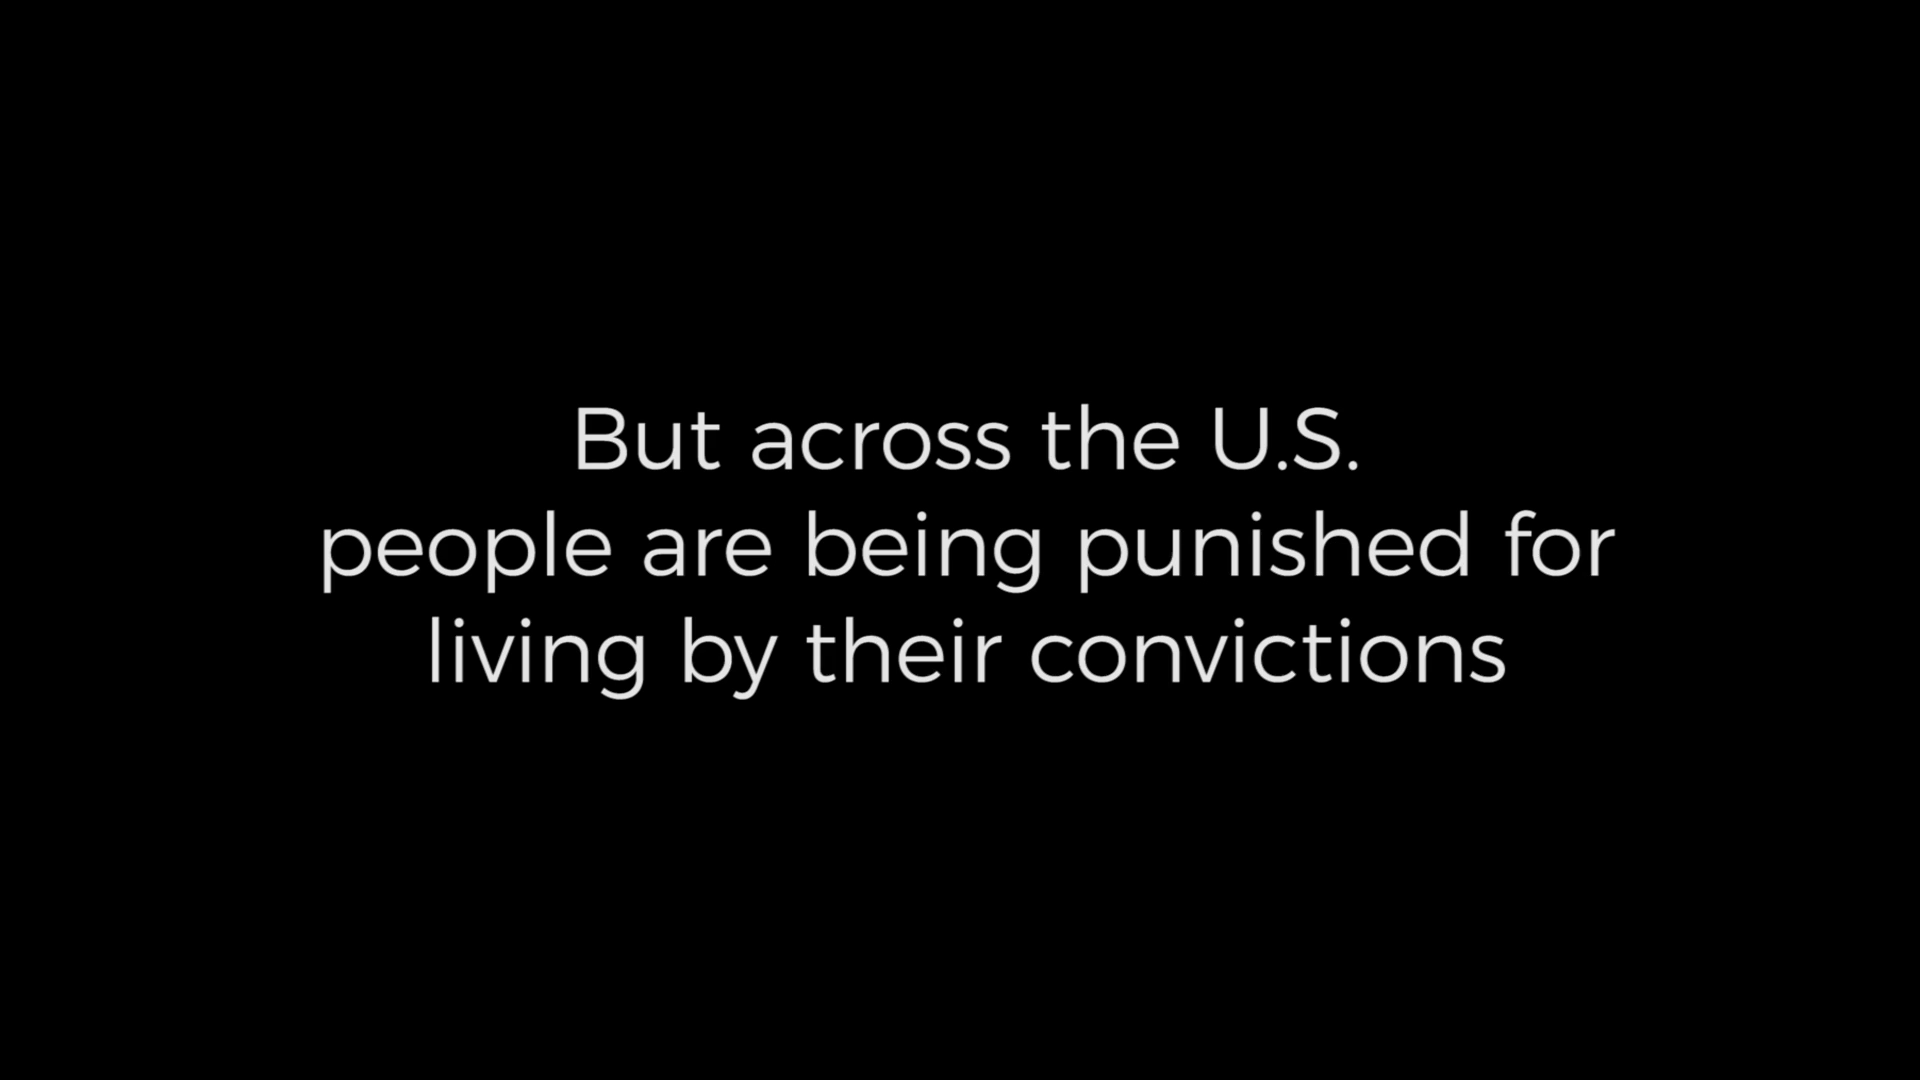 But across the U.S.
people are being punished for
living by their convictions